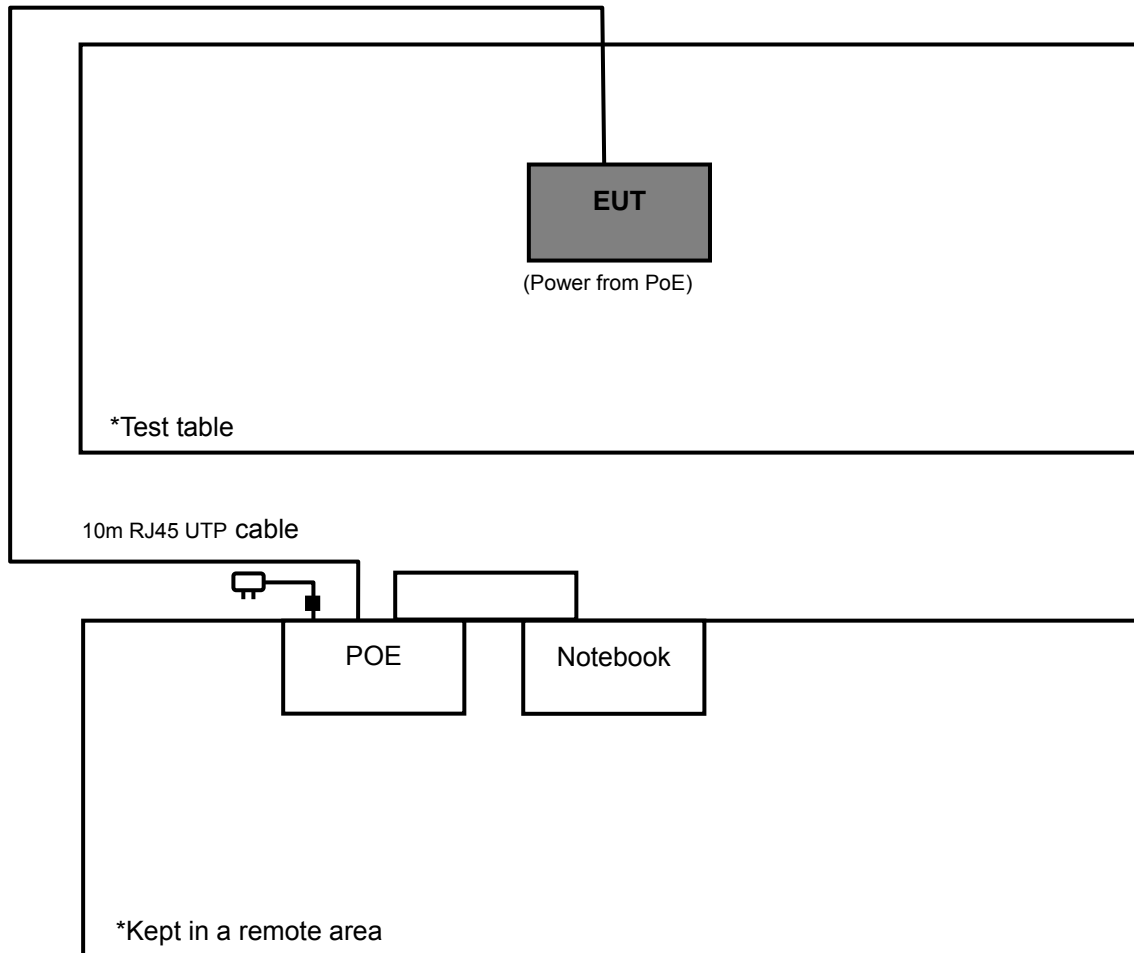 EUT
(Power from PoE)
*Test table
10m RJ45 UTP cable
POE
Notebook
*Kept in a remote area